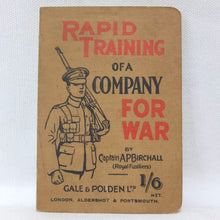 RAPID
TRAINING
OF A
COMPANY
FOR
WAR
BY
Captain A.P. BIRCHALL
(Royal Fusiliers)
GALE & POLDEN LTD
1/6
NET.
LONDON, ALDERSHOT & PORTSMOUTH.